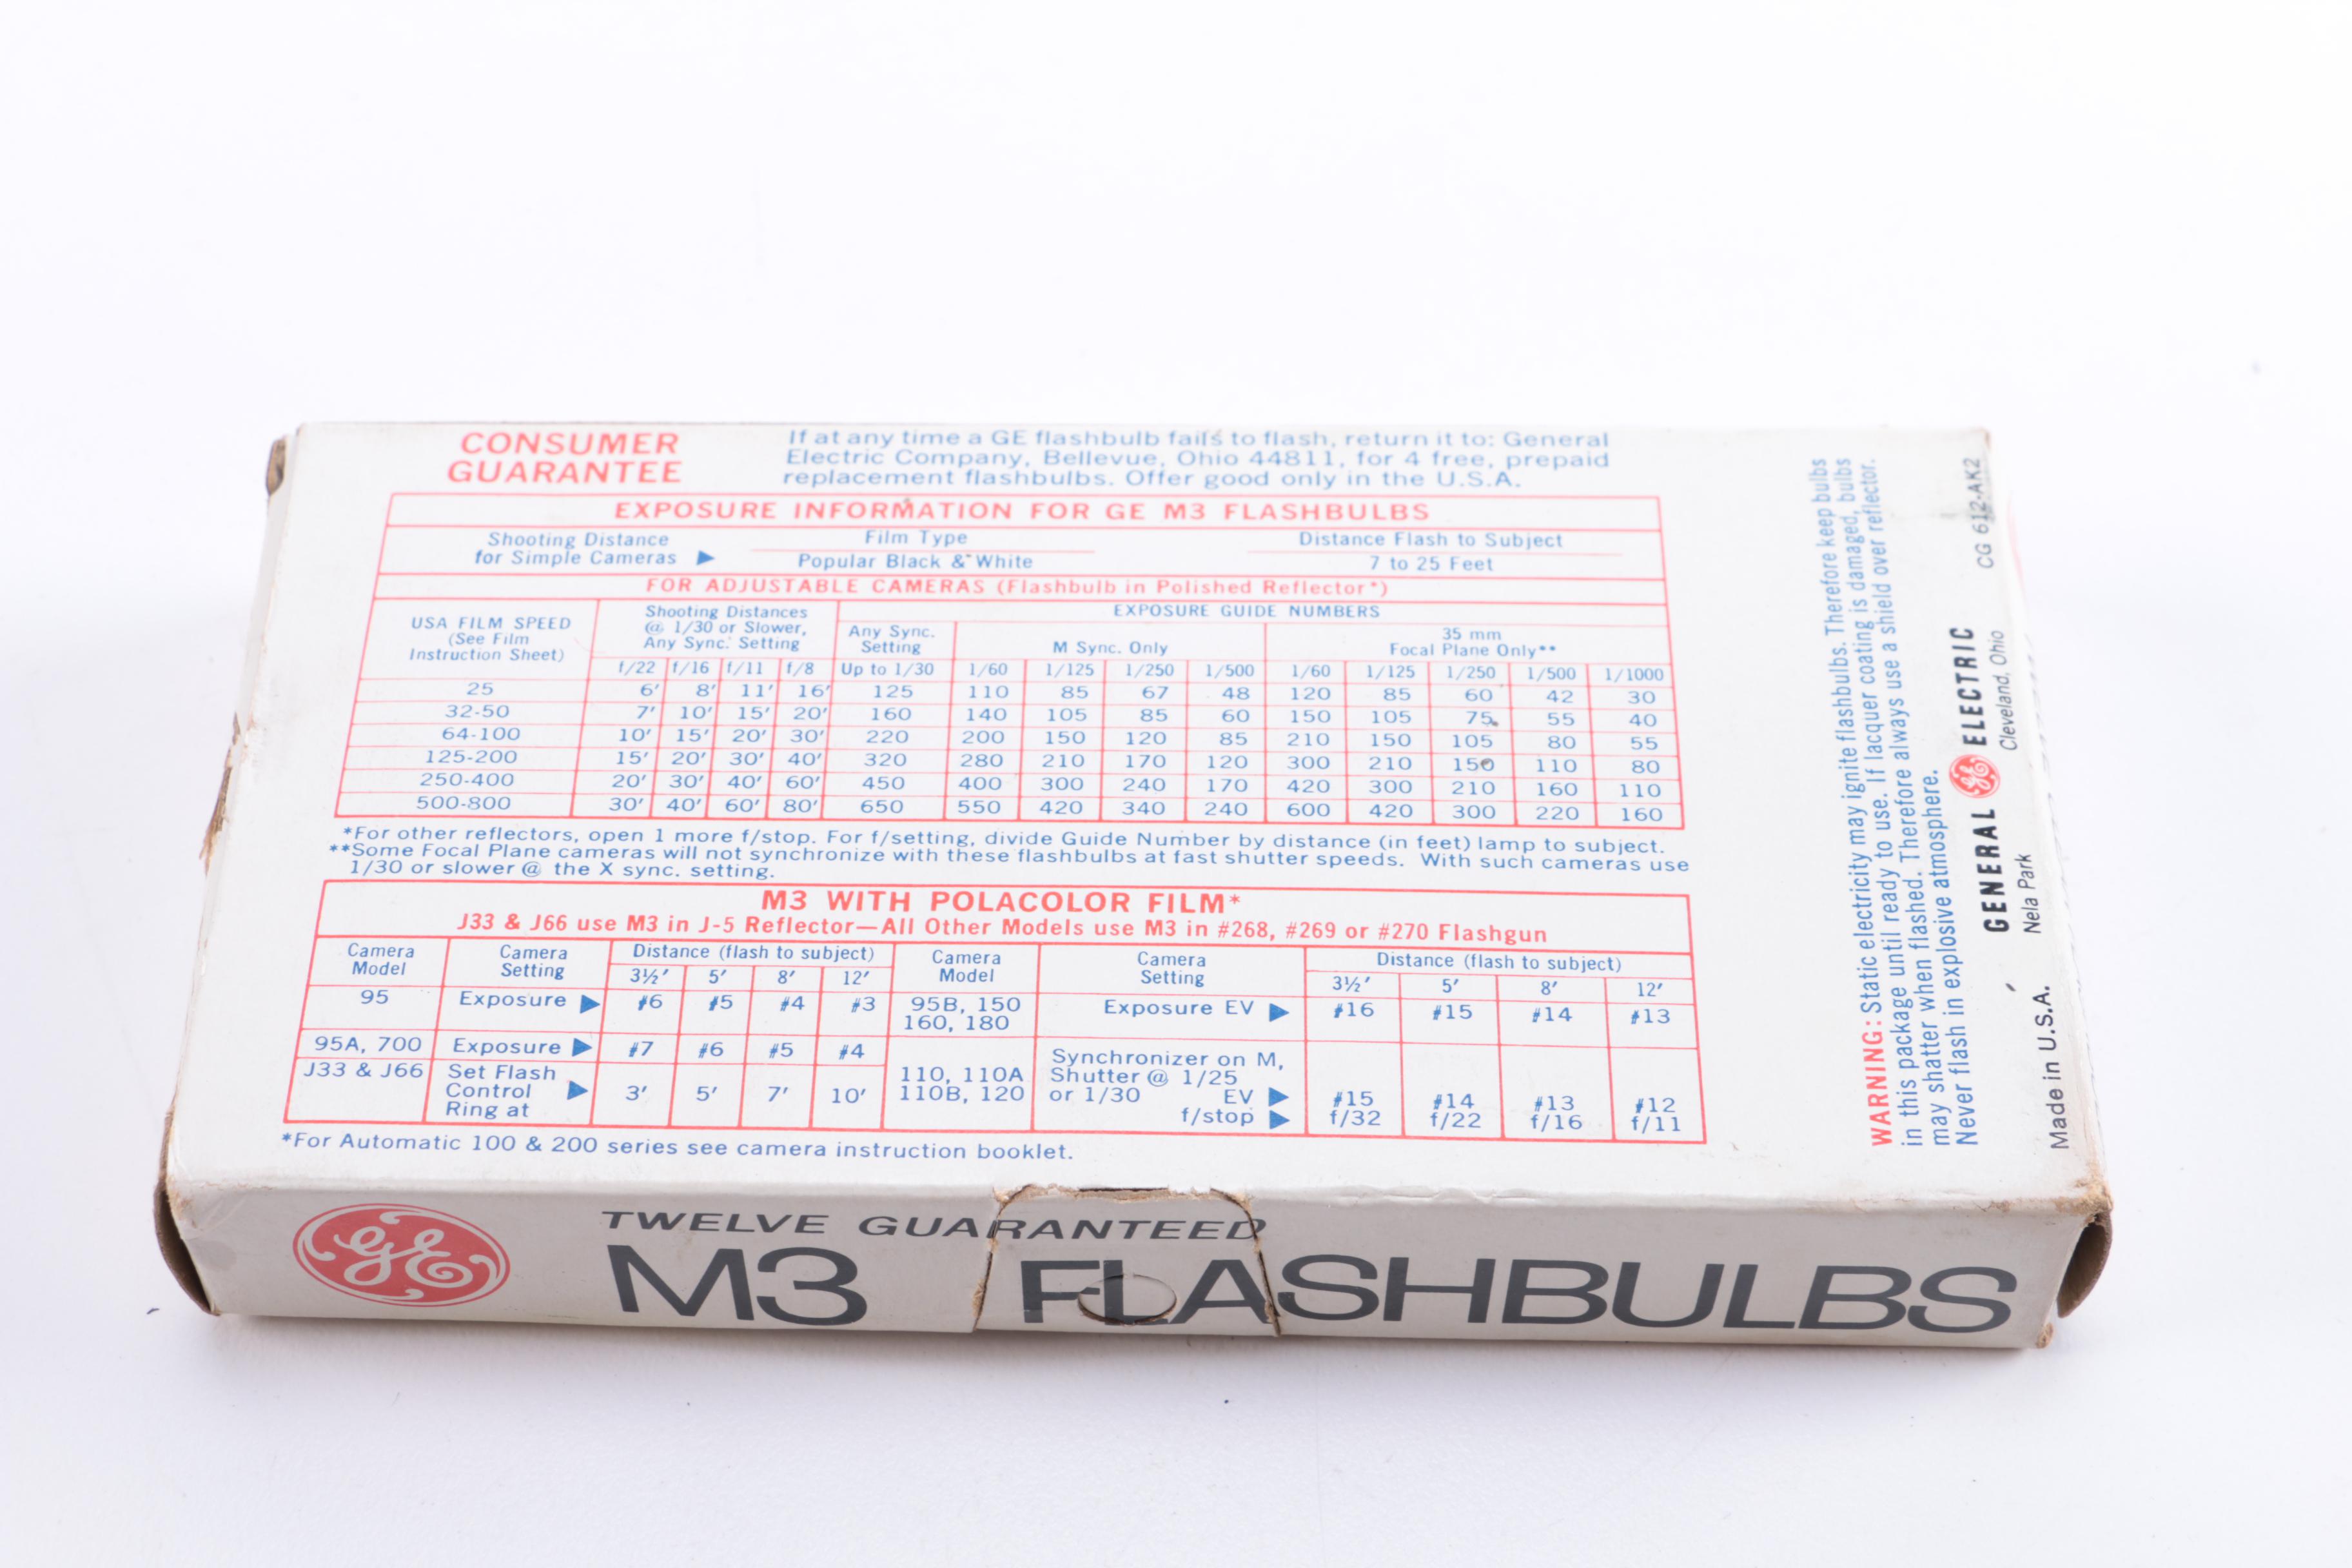 CONSUMER
GUARANTEE
If at any time a GE flashbulb fails to flash, return it to: General
Electric Company, Bellevue, Ohio 44811, for 4 free, prepaid
replacement flashbulbs. Offer good only in the U.S.A.
EXPOSURE INFORMATION FOR GE M3 FLASHBULBS
Shooting Distance
for Simple Cameras ▶
Film Type
Popular Black & White
Distance Flash to Subject
7 to 25 Feet
FOR ADJUSTABLE CAMERAS (Flashbulb in Polished Reflector*)
USA FILM SPEED
(See Film
Instruction Sheet)
Shooting Distances
@ 1/30 or Slower,
Any Sync. Setting
EXPOSURE GUIDE NUMBERS
Any Sync.
Setting
M Sync. Only
35 mm
Focal Plane Only**
f/22 f/16 f/11 f/8 Up to 1/30 1/60 1/125 1/250 1/500 1/60 1/125 1/250 1/500 1/1000
25 6' 8' 11' 16' 125 110 85 67 48 120 85 60 42 30
32-50 7' 10' 15' 20' 160 140 105 85 60 150 105 75 55 40
64-100 10' 15' 20' 30' 220 200 150 120 85 210 150 105 80 55
125-200 15' 20' 30' 40' 320 280 210 170 120 300 210 150 110 80
250-400 20' 30' 40' 60' 450 400 300 240 170 420 300 210 160 110
500-800 30' 40' 60' 80' 650 550 420 340 240 600 420 300 220 160
*For other reflectors, open 1 more f/stop. For f/setting, divide Guide Number by distance (in feet) lamp to subject.
**Some Focal Plane cameras will not synchronize with these flashbulbs at fast shutter speeds. With such cameras use
1/30 or slower @ the X sync. setting.
M3 WITH POLACOLOR FILM*
J33 & J66 use M3 in J-5 Reflector—All Other Models use M3 in #268, #269 or #270 Flashgun
Camera
Model
Camera
Setting
Distance (flash to subject)
3½' 5' 8' 12'
95 Exposure ▶ #6 #5 #4 #3
95A, 700 Exposure ▶ #7 #6 #5 #4
J33 & J66 Set Flash
Control ▶ 3' 5' 7' 10'
Ring at
Camera
Model
Camera
Setting
Distance (flash to subject)
3½' 5' 8' 12'
95B, 150 Exposure EV ▶ #16 #15 #14 #13
160, 180
Synchronizer on M,
110, 110A Shutter @ 1/25
110B, 120 or 1/30 EV ▶ #15 #14 #13 #12
f/stop ▶ f/32 f/22 f/16 f/11
*For Automatic 100 & 200 series see camera instruction booklet.
WARNING: Static electricity may ignite flashbulbs. Therefore keep bulbs
in this package until ready to use. If lacquer coating is damaged, bulbs
may shatter when flashed. Therefore always use a shield over reflector.
Never flash in explosive atmosphere.
GENERAL GE ELECTRIC
Nela Park Cleveland, Ohio
Made in U.S.A.
CG 612-AK2
GE
TWELVE GUARANTEED
M3 FLASHBULBS